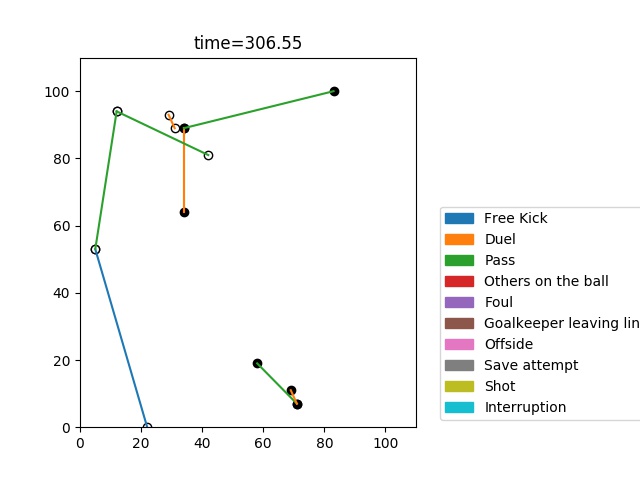 time=306.55
100
80
60
40
20
0
0 20 40 60 80 100
Free Kick
Duel
Pass
Others on the ball
Foul
Goalkeeper leaving lin
Offside
Save attempt
Shot
Interruption